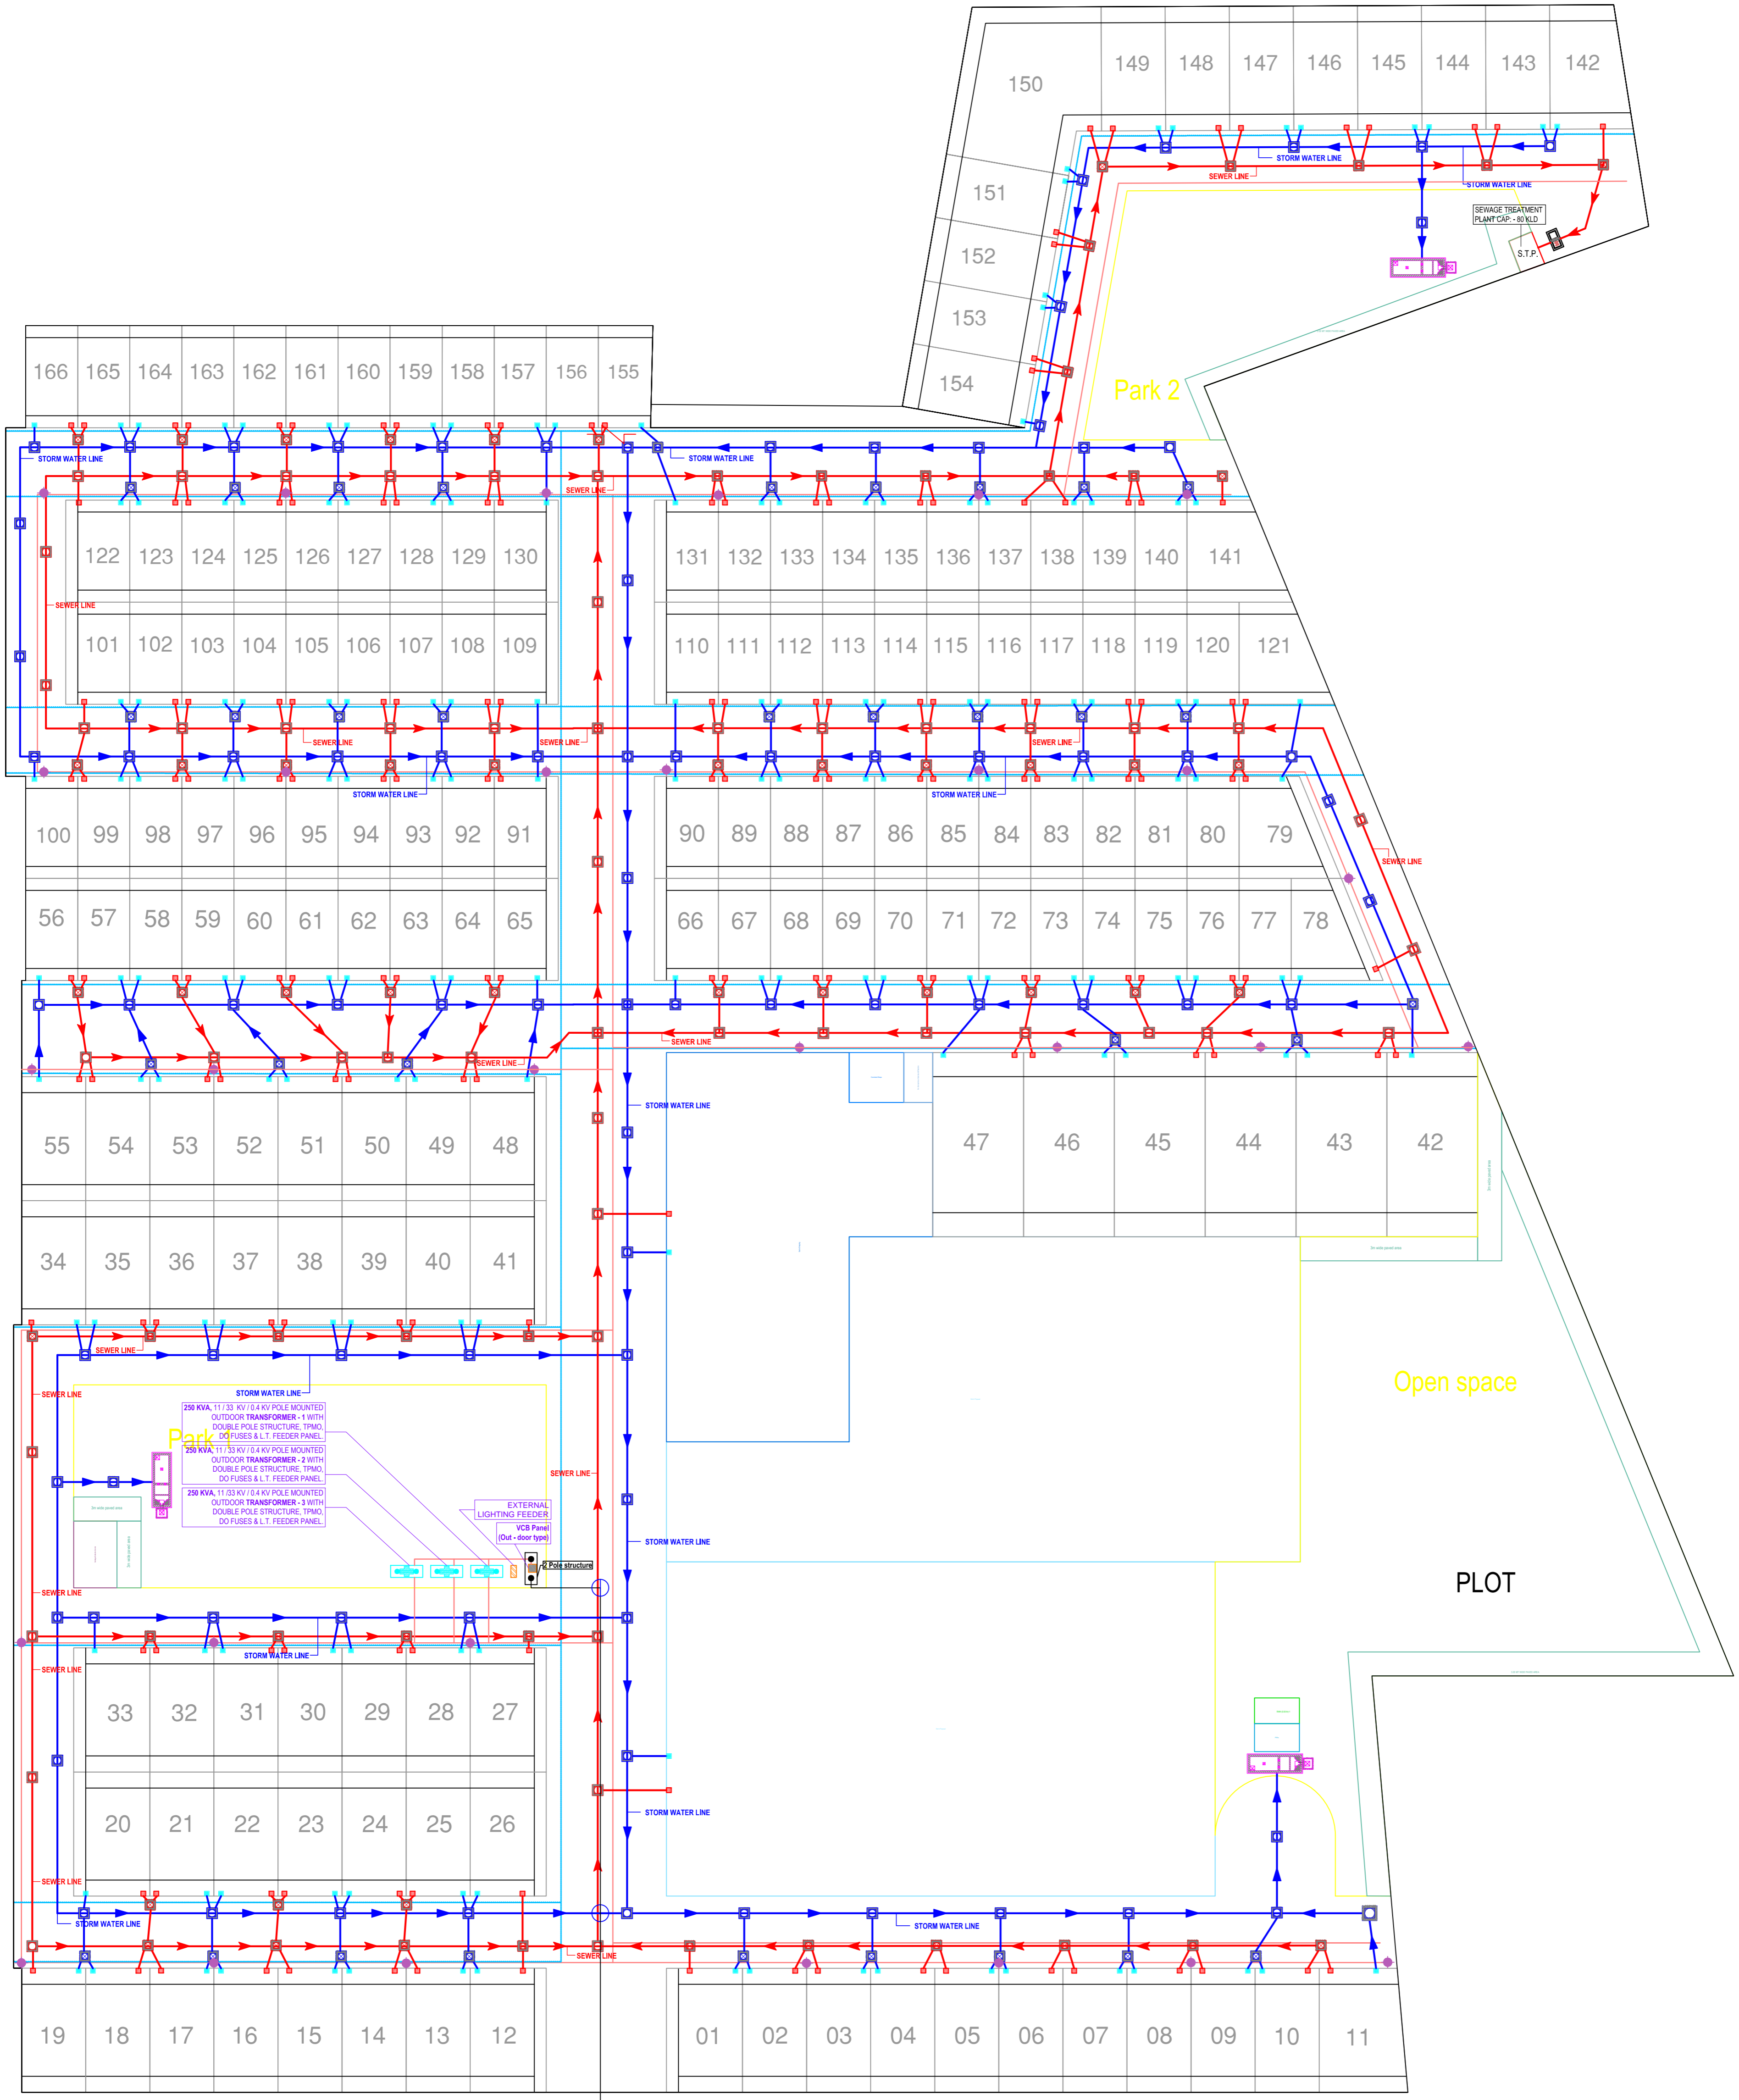 149 148 147 146 145 144 143 142
150
STORM WATER LINE
SEWER LINE
STORM WATER LINE
151
SEWAGE TREATMENT
PLANT CAP: - 80 KLD
S.T.P.
152
153
154
Park 2
166 165 164 163 162 161 160 159 158 157 156 155
STORM WATER LINE
STORM WATER LINE
SEWER LINE
122 123 124 125 126 127 128 129 130
131 132 133 134 135 136 137 138 139 140 141
SEWER LINE
101 102 103 104 105 106 107 108 109
110 111 112 113 114 115 116 117 118 119 120 121
SEWER LINE
SEWER LINE
SEWER LINE
STORM WATER LINE
STORM WATER LINE
100 99 98 97 96 95 94 93 92 91
90 89 88 87 86 85 84 83 82 81 80 79
SEWER LINE
56 57 58 59 60 61 62 63 64 65
66 67 68 69 70 71 72 73 74 75 76 77 78
SEWER LINE
SEWER LINE
STORM WATER LINE
55 54 53 52 51 50 49 48
47 46 45 44 43 42
34 35 36 37 38 39 40 41
SEWER LINE
STORM WATER LINE
SEWER LINE
Open space
Park 1
250 KVA, 11 / 33 KV / 0.4 KV POLE MOUNTED
OUTDOOR TRANSFORMER - 1 WITH
DOUBLE POLE STRUCTURE, TPMO,
DO FUSES & L.T. FEEDER PANEL.
250 KVA, 11 / 33 KV / 0.4 KV POLE MOUNTED
OUTDOOR TRANSFORMER - 2 WITH
DOUBLE POLE STRUCTURE, TPMO,
DO FUSES & L.T. FEEDER PANEL.
250 KVA, 11 /33 KV / 0.4 KV POLE MOUNTED
OUTDOOR TRANSFORMER - 3 WITH
DOUBLE POLE STRUCTURE, TPMO,
DO FUSES & L.T. FEEDER PANEL.
SEWER LINE
EXTERNAL
LIGHTING FEEDER
VCB Panel
(Out - door type)
2 Pole structure
STORM WATER LINE
SEWER LINE
PLOT
STORM WATER LINE
SEWER LINE
33 32 31 30 29 28 27
20 21 22 23 24 25 26
STORM WATER LINE
SEWER LINE
STORM WATER LINE
STORM WATER LINE
SEWER LINE
19 18 17 16 15 14 13 12
01 02 03 04 05 06 07 08 09 10 11